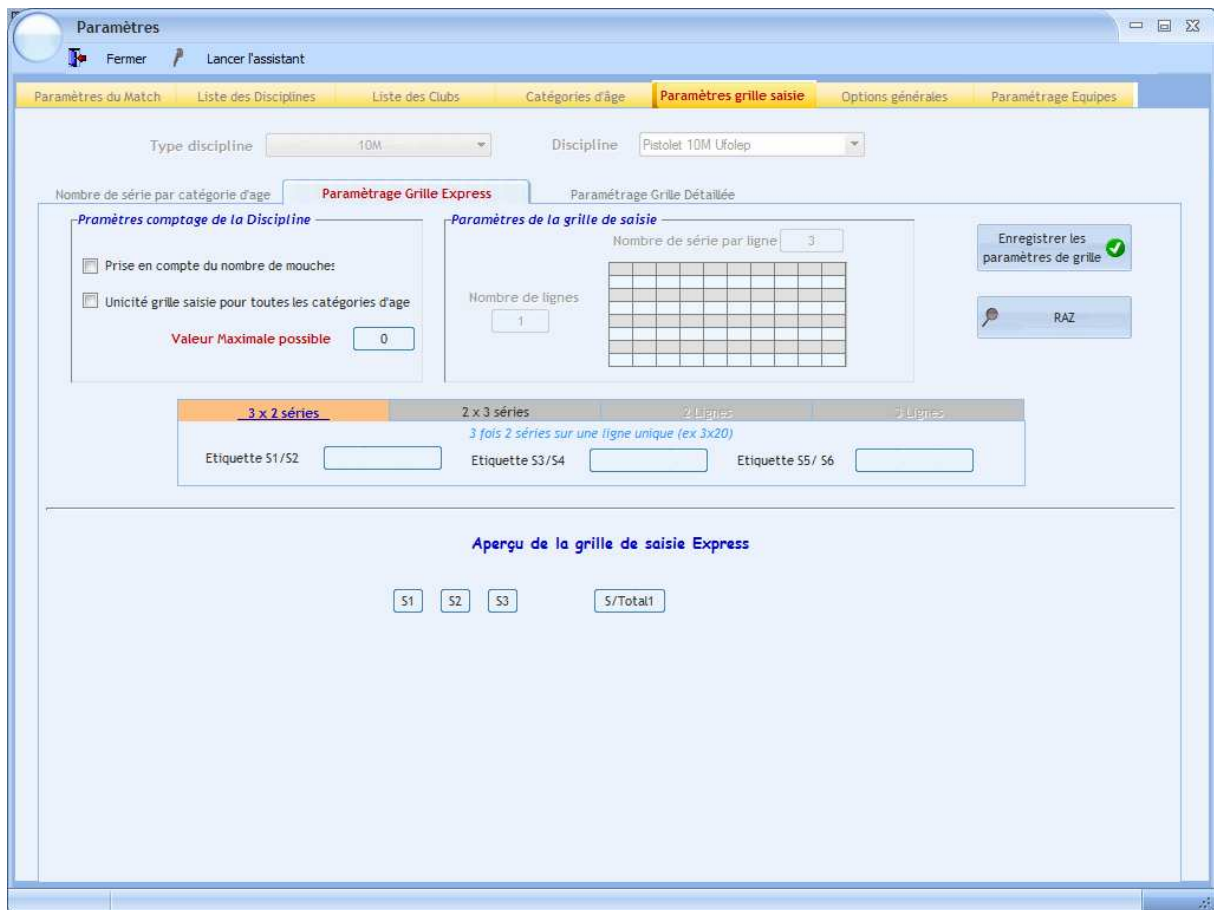 Paramètres
Fermer Lancer l'assistant
Paramètres du Match Liste des Disciplines Liste des Clubs Catégories d'âge Paramètres grille saisie Options générales Paramétrage Equipes
Type discipline 10M Discipline Pistolet 10M Ufolep
Nombre de série par catégorie d'age Paramètrage Grille Express Paramétrage Grille Détaillée
Pramètres comptage de la Discipline Paramètres de la grille de saisie
Nombre de série par ligne 3
Enregistrer les paramètres de grille
Prise en compte du nombre de mouches
Unicité grille saisie pour toutes les catégories d'age
Nombre de lignes
1
RAZ
Valeur Maximale possible 0
3 x 2 séries 2 x 3 séries 2 Lignes 3 Lignes
3 fois 2 séries sur une ligne unique (ex 3x20)
Etiquette S1/S2 Etiquette S3/S4 Etiquette S5/ S6
Aperçu de la grille de saisie Express
S1 S2 S3 S/Total1